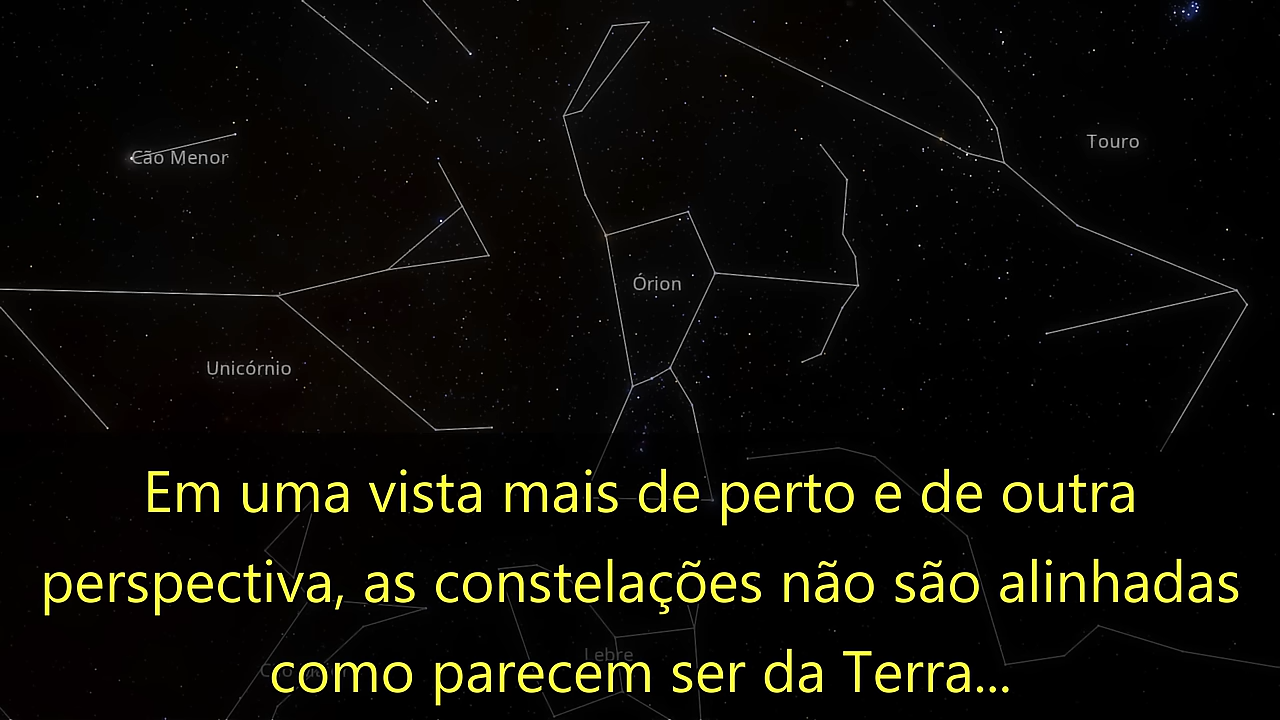 Cão Menor
Touro
Órion
Unicórnio
Em uma vista mais de perto e de outra
perspectiva, as constelações não são alinhadas
Lebre
como parecem ser da Terra...